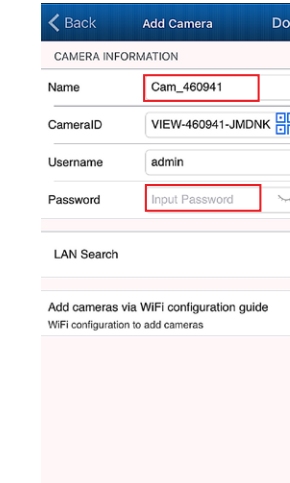 Back Add Camera Do
CAMERA INFORMATION
Name Cam_460941
CameraID VIEW-460941-JMDNK
Username admin
Password Input Password
LAN Search
Add cameras via WiFi configuration guide
WiFi configuration to add cameras